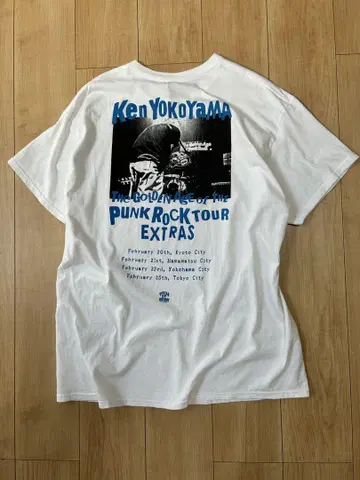 Ken YOKOYAMA
THE GOLDEN AGE OF THE
PUNK ROCK TOUR
EXTRAS
February 20th, Kyoto City
February 21st, Hamamatsu City
February 23rd, Yokohama City
February 25th, Tokyo City